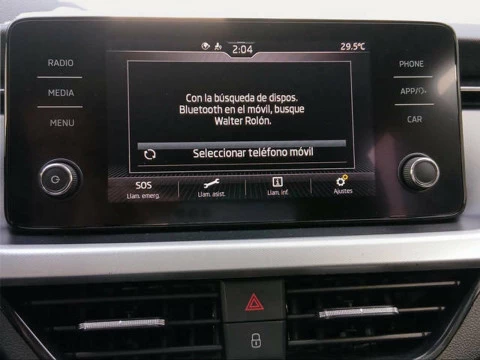 2:04 29.5°C
RADIO
MEDIA
MENU
Con la búsqueda de dispos.
Bluetooth en el móvil, busque
Walter Rolón.
Seleccionar teléfono móvil
SOS
Llam. emerg.
Llam. asist.
Llam. inf.
Ajustes
PHONE
APP/
CAR